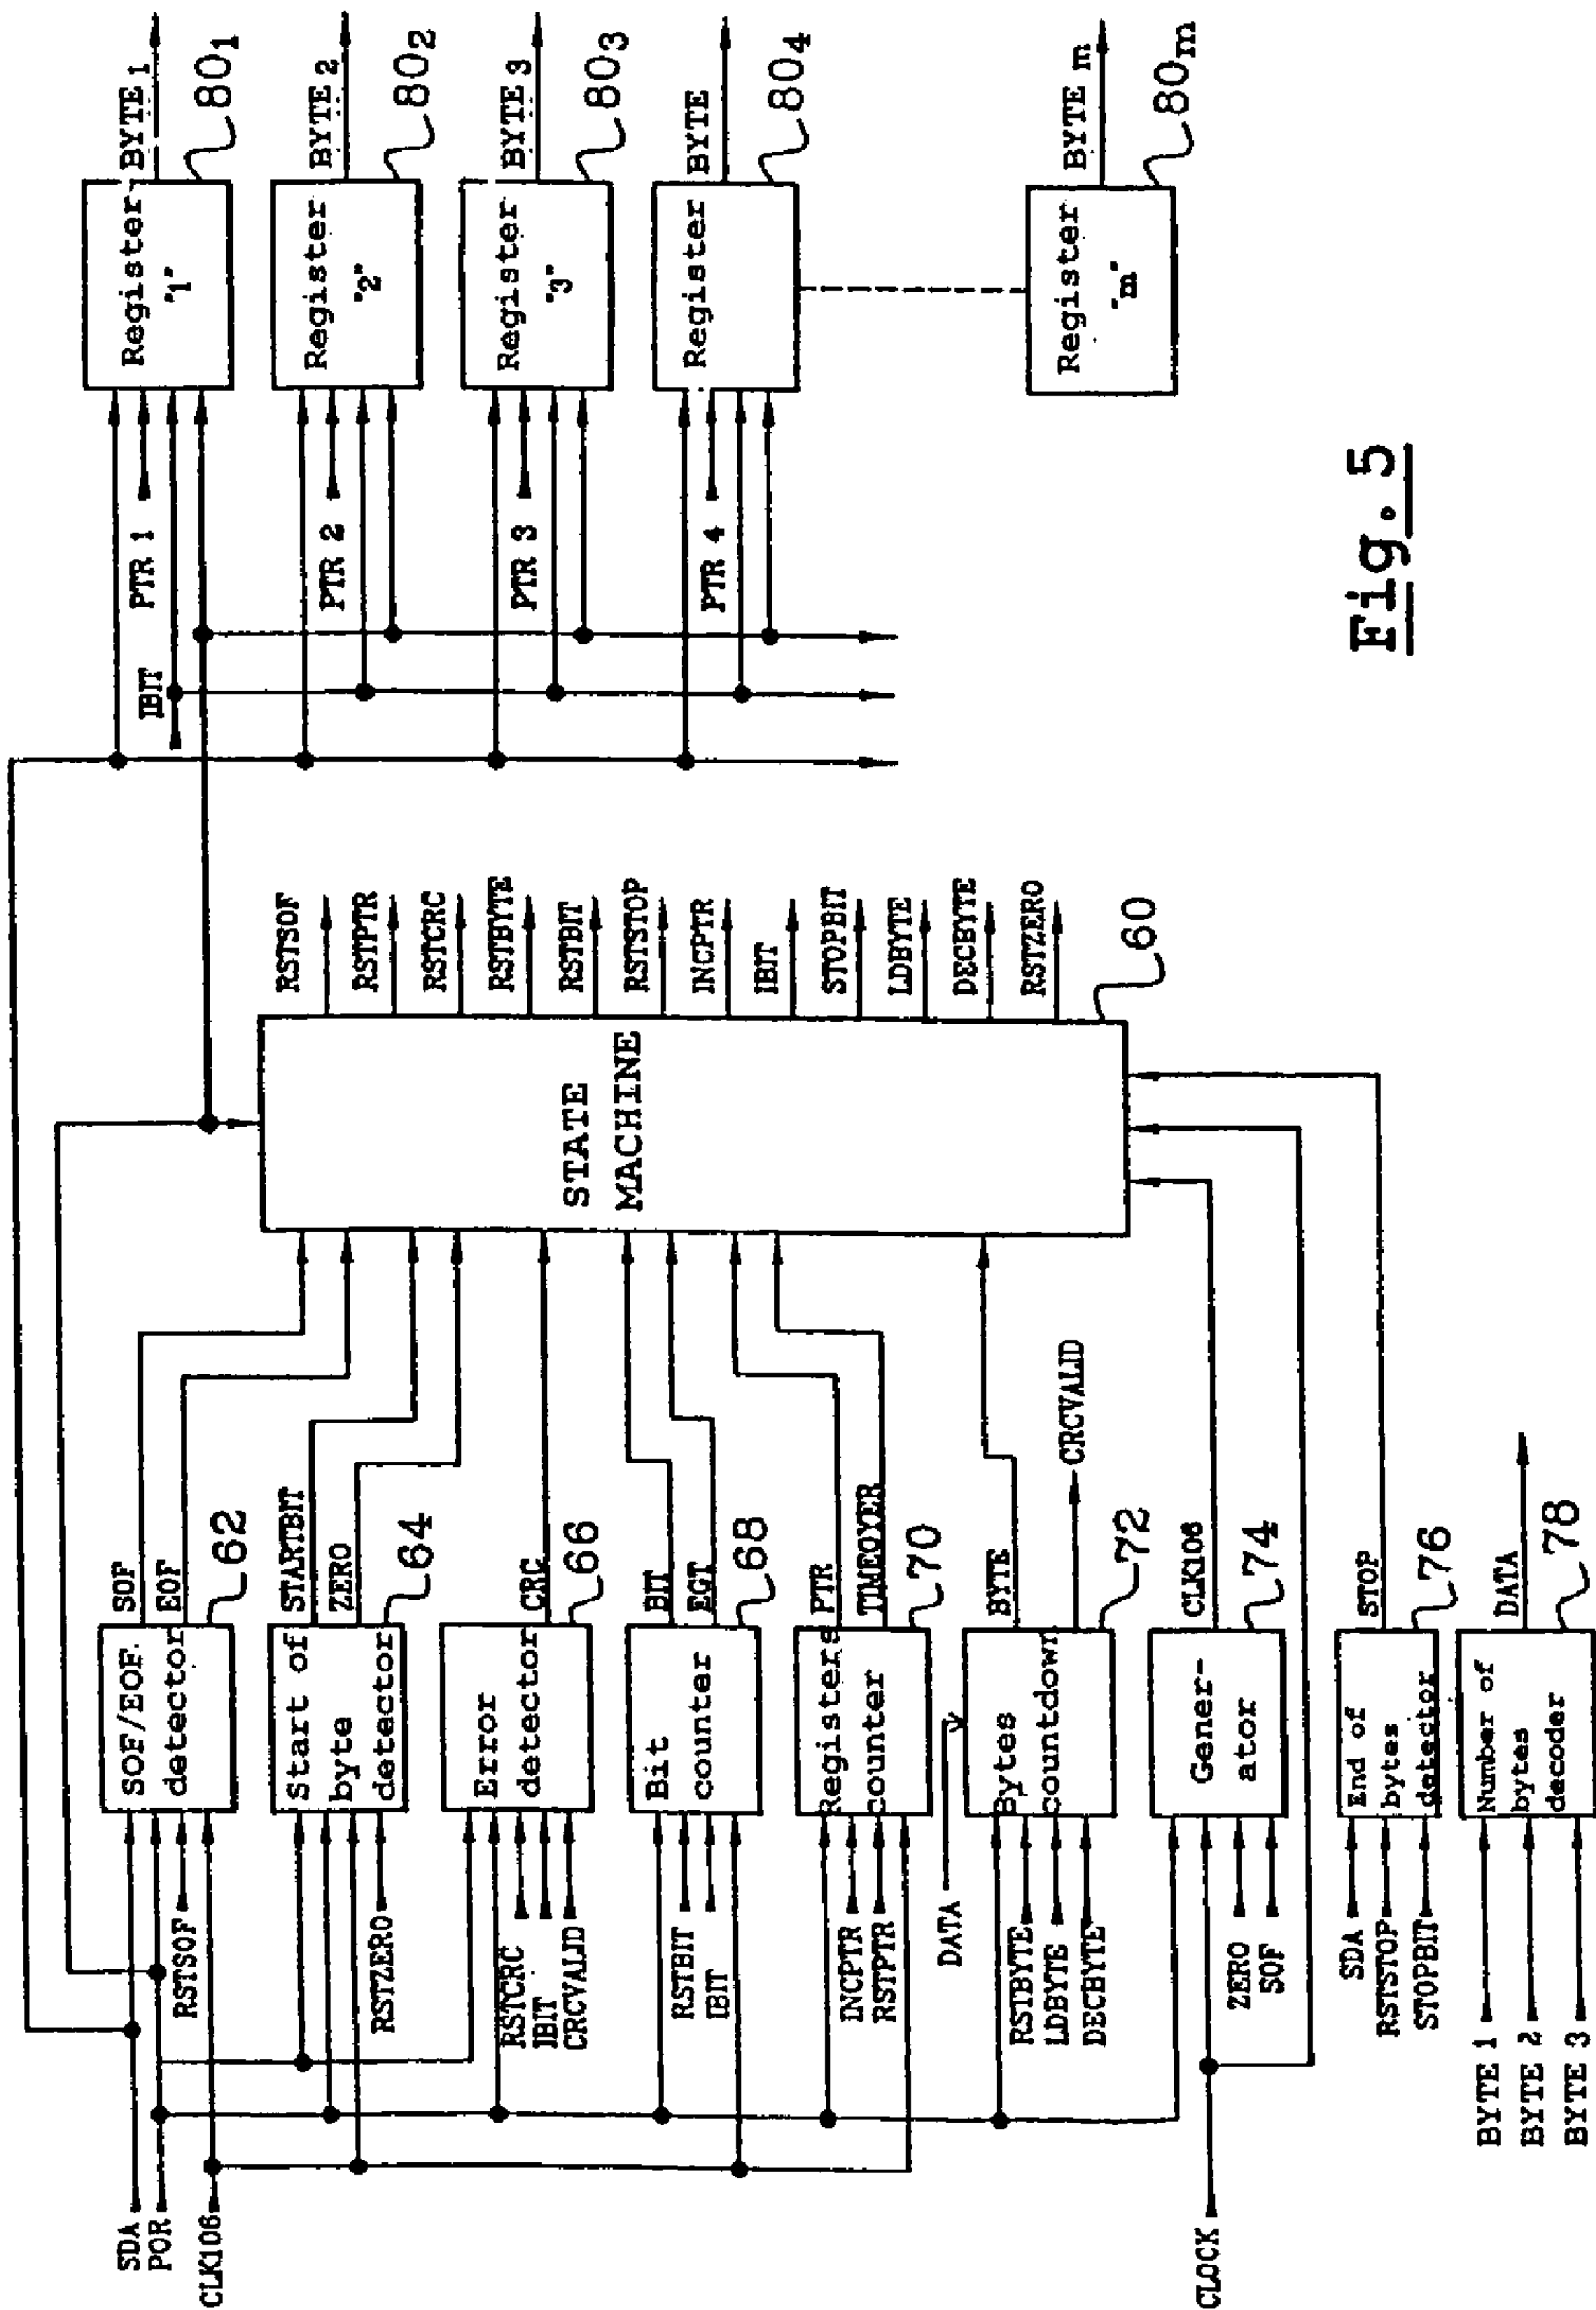 SDA
POR
CLK106
RSTSOF
SOF/EOF
detector
SOF
EOF
62
Start of
byte
detector
RSTZERO
STARTBIT
ZERO
64
Error
detector
RSTCRC
IBIT
CRCVALID
CRC
66
Bit
counter
RSTBIT
IBIT
BIT
EGT
68
Registers
counter
INCPTR
RSTPTR
PTR
TIMEOVER
70
DATA
Bytes
countdown
RSTBYTE
LDBYTE
DECBYTE
BYTE
CRCVALID
72
CLOCK
ZERO
SOF
Gener-
ator
CLK106
74
SDA
RSTSTOP
STOPBIT
End of
bytes
detector
STOP
76
BYTE 1
BYTE 2
BYTE 3
Number of
bytes
decoder
DATA
78
STATE
MACHINE
60
RSTSOF
RSTPTR
RSTCRC
RSTBYTE
RSTBIT
RSTSTOP
INCPTR
IBIT
STOPBIT
LDBYTE
DECBYTE
RSTZERO
IBIT
PTR 1
Register
"1"
BYTE 1
80₁
PTR 2
Register
"2"
BYTE 2
80₂
PTR 3
Register
"3"
BYTE 3
80₃
PTR 4
Register
BYTE
80₄
Register
"m"
BYTE m
80m
Fig. 5